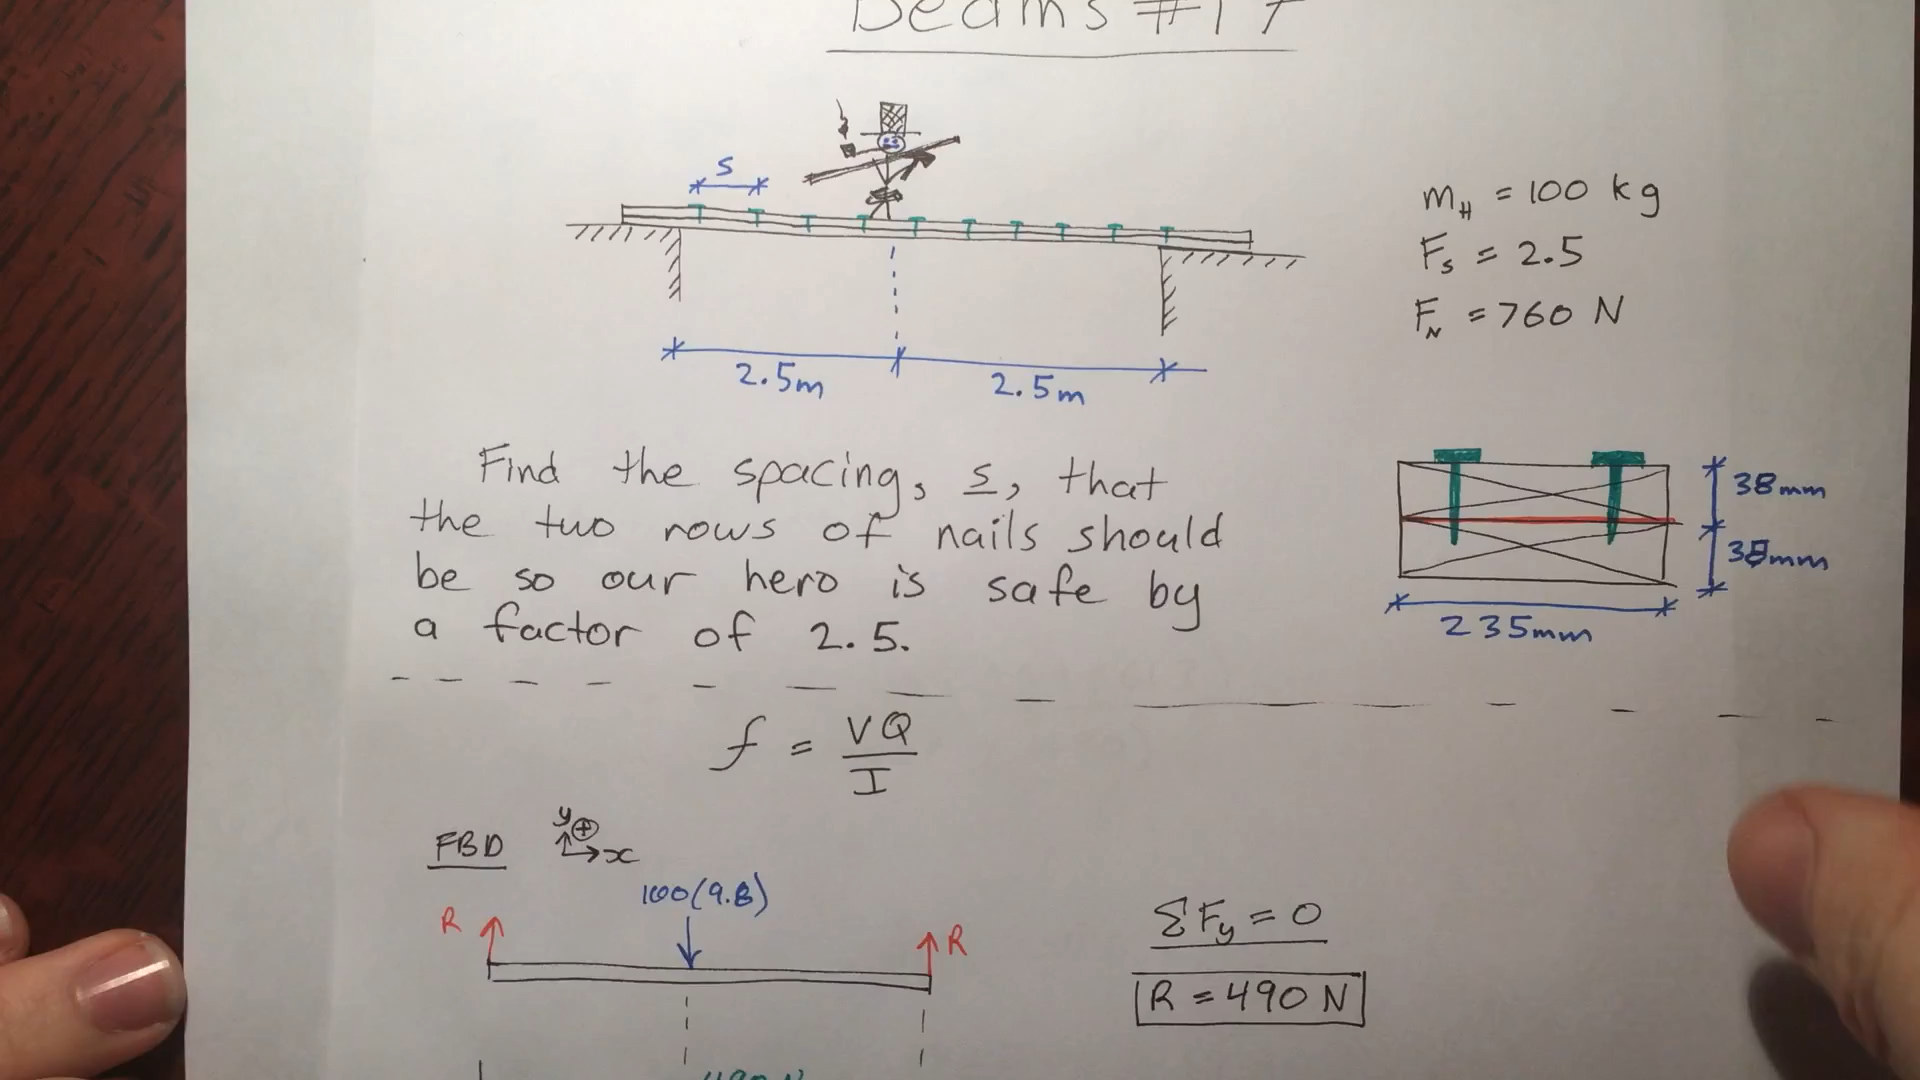 Beams #17
s
m_H = 100 kg
F_s = 2.5
F_N = 760 N
2.5m
2.5m
Find the spacing, s, that
the two rows of nails should
be so our hero is safe by
a factor of 2.5.
38mm
38mm
235mm
f = VQ/I
FBD
y
+
x
100(9.8)
R
R
ΣF_y = 0
R = 490 N